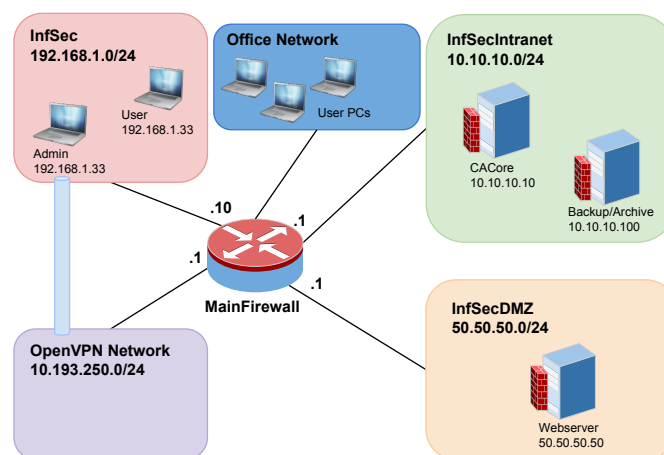 InfSec
192.168.1.0/24
User
192.168.1.33
Admin
192.168.1.33
Office Network
User PCs
InfSecIntranet
10.10.10.0/24
CACore
10.10.10.10
Backup/Archive
10.10.10.100
.10
.1
.1
.1
MainFirewall
OpenVPN Network
10.193.250.0/24
InfSecDMZ
50.50.50.0/24
Webserver
50.50.50.50